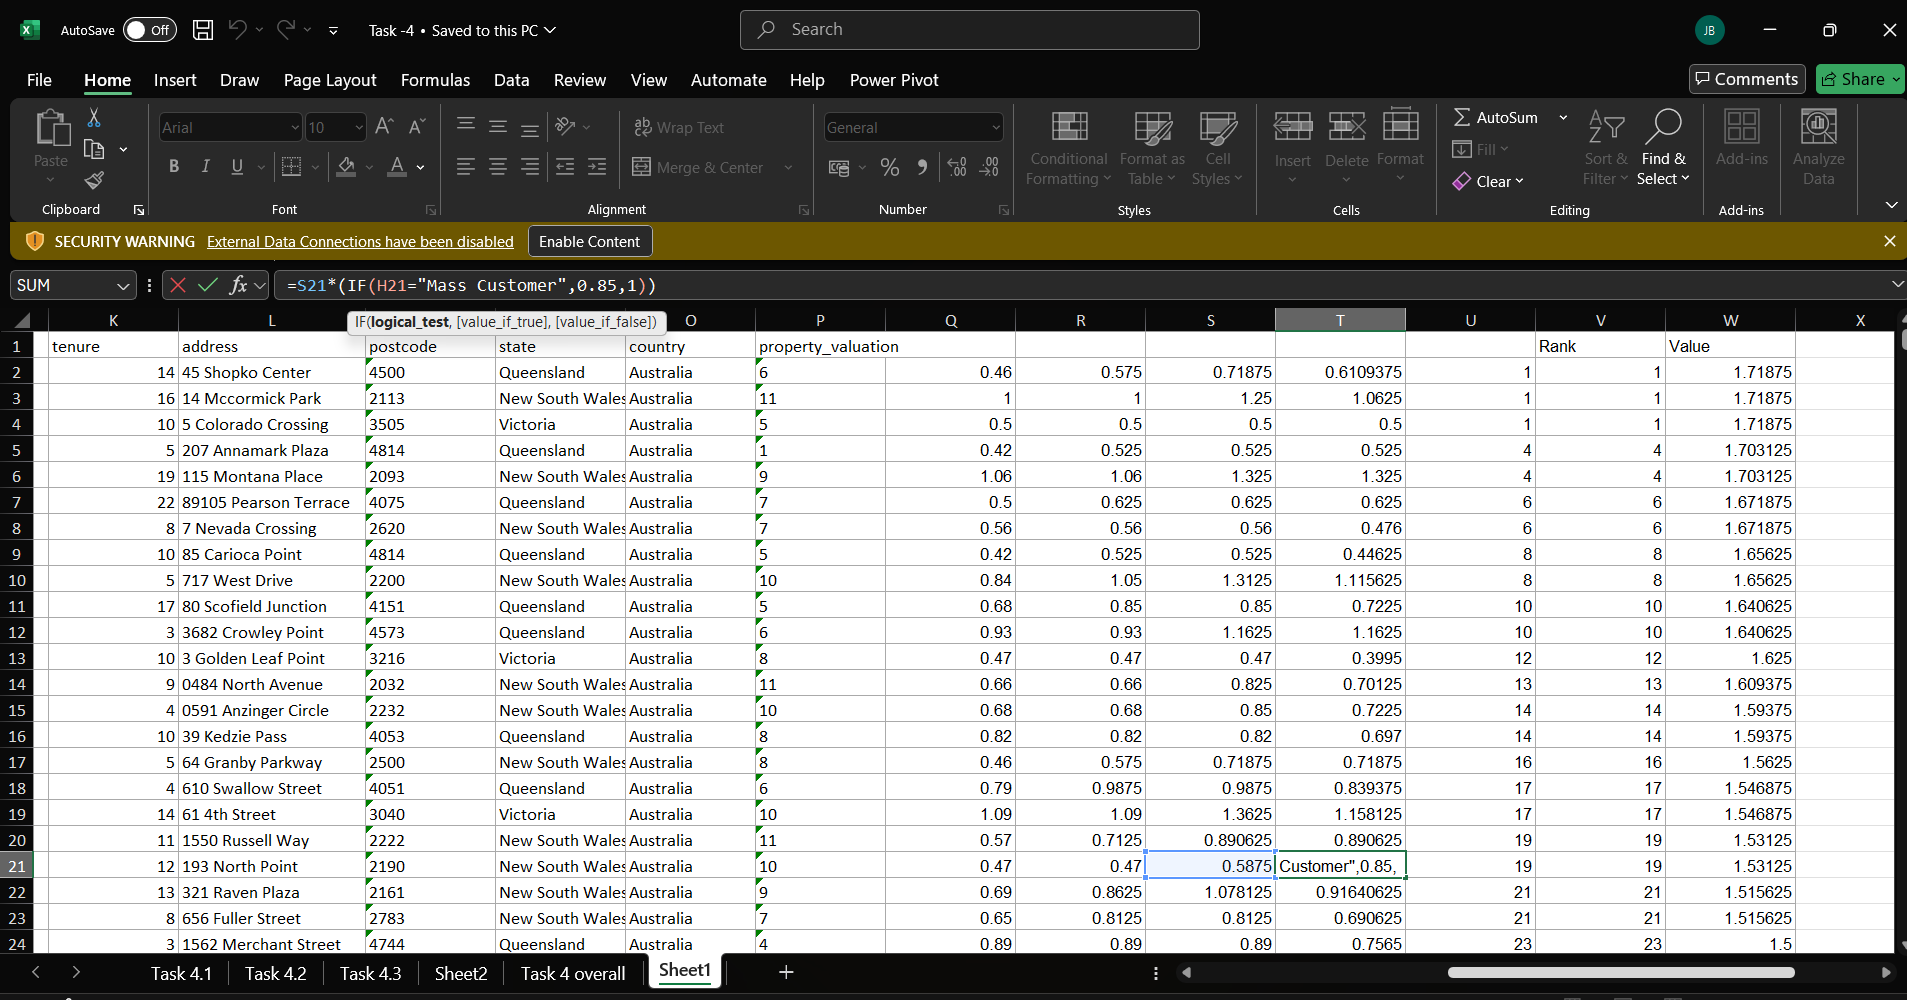 AutoSave Off Task -4 • Saved to this PC Search JB
File Home Insert Draw Page Layout Formulas Data Review View Automate Help Power Pivot Comments Share
Paste Arial 10 A A Wrap Text General Conditional Formatting Format as Table Cell Styles Insert Delete Format AutoSum Fill Clear Sort & Filter Find & Select Add-ins Analyze Data
B I U A Merge & Center % .00
Clipboard Font Alignment Number Styles Cells Editing Add-ins
SECURITY WARNING External Data Connections have been disabled Enable Content
SUM fx =S21*(IF(H21="Mass Customer",0.85,1))
IF(logical_test, [value_if_true], [value_if_false])
K L O P Q R S T U V W X
1 tenure address postcode state country property_valuation Rank Value
2 14 45 Shopko Center 4500 Queensland Australia 6 0.46 0.575 0.71875 0.6109375 1 1 1.71875
3 16 14 Mccormick Park 2113 New South Wales Australia 11 1 1 1.25 1.0625 1 1 1.71875
4 10 5 Colorado Crossing 3505 Victoria Australia 5 0.5 0.5 0.5 0.5 1 1 1.71875
5 5 207 Annamark Plaza 4814 Queensland Australia 1 0.42 0.525 0.525 0.525 4 4 1.703125
6 19 115 Montana Place 2093 New South Wales Australia 9 1.06 1.06 1.325 1.325 4 4 1.703125
7 22 89105 Pearson Terrace 4075 Queensland Australia 7 0.5 0.625 0.625 0.625 6 6 1.671875
8 8 7 Nevada Crossing 2620 New South Wales Australia 7 0.56 0.56 0.56 0.476 6 6 1.671875
9 10 85 Carioca Point 4814 Queensland Australia 5 0.42 0.525 0.525 0.44625 8 8 1.65625
10 5 717 West Drive 2200 New South Wales Australia 10 0.84 1.05 1.3125 1.115625 8 8 1.65625
11 17 80 Scofield Junction 4151 Queensland Australia 5 0.68 0.85 0.85 0.7225 10 10 1.640625
12 3 3682 Crowley Point 4573 Queensland Australia 6 0.93 0.93 1.1625 1.1625 10 10 1.640625
13 10 3 Golden Leaf Point 3216 Victoria Australia 8 0.47 0.47 0.47 0.3995 12 12 1.625
14 9 0484 North Avenue 2032 New South Wales Australia 11 0.66 0.66 0.825 0.70125 13 13 1.609375
15 4 0591 Anzinger Circle 2232 New South Wales Australia 10 0.68 0.68 0.85 0.7225 14 14 1.59375
16 10 39 Kedzie Pass 4053 Queensland Australia 8 0.82 0.82 0.82 0.697 14 14 1.59375
17 5 64 Granby Parkway 2500 New South Wales Australia 8 0.46 0.575 0.71875 0.71875 16 16 1.5625
18 4 610 Swallow Street 4051 Queensland Australia 6 0.79 0.9875 0.9875 0.839375 17 17 1.546875
19 14 61 4th Street 3040 Victoria Australia 10 1.09 1.09 1.3625 1.158125 17 17 1.546875
20 11 1550 Russell Way 2222 New South Wales Australia 11 0.57 0.7125 0.890625 0.890625 19 19 1.53125
21 12 193 North Point 2190 New South Wales Australia 10 0.47 0.47 0.5875 Customer",0.85, 19 19 1.53125
22 13 321 Raven Plaza 2161 New South Wales Australia 9 0.69 0.8625 1.078125 0.91640625 21 21 1.515625
23 8 656 Fuller Street 2783 New South Wales Australia 7 0.65 0.8125 0.8125 0.690625 21 21 1.515625
24 3 1562 Merchant Street 4744 Queensland Australia 4 0.89 0.89 0.89 0.7565 23 23 1.5
Task 4.1 Task 4.2 Task 4.3 Sheet2 Task 4 overall Sheet1